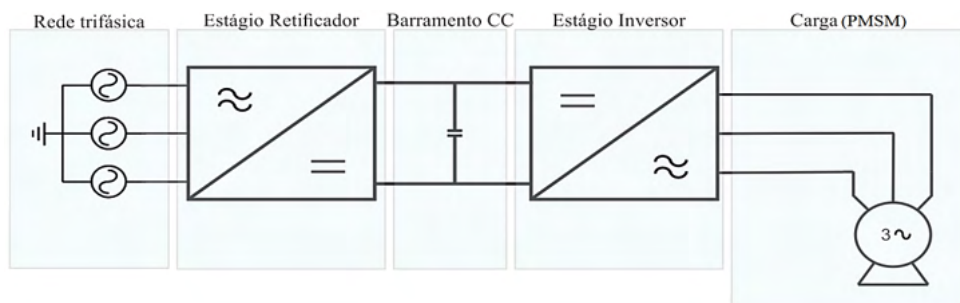 Rede trifásica
Estágio Retificador
Barramento CC
Estágio Inversor
Carga (PMSM)
3